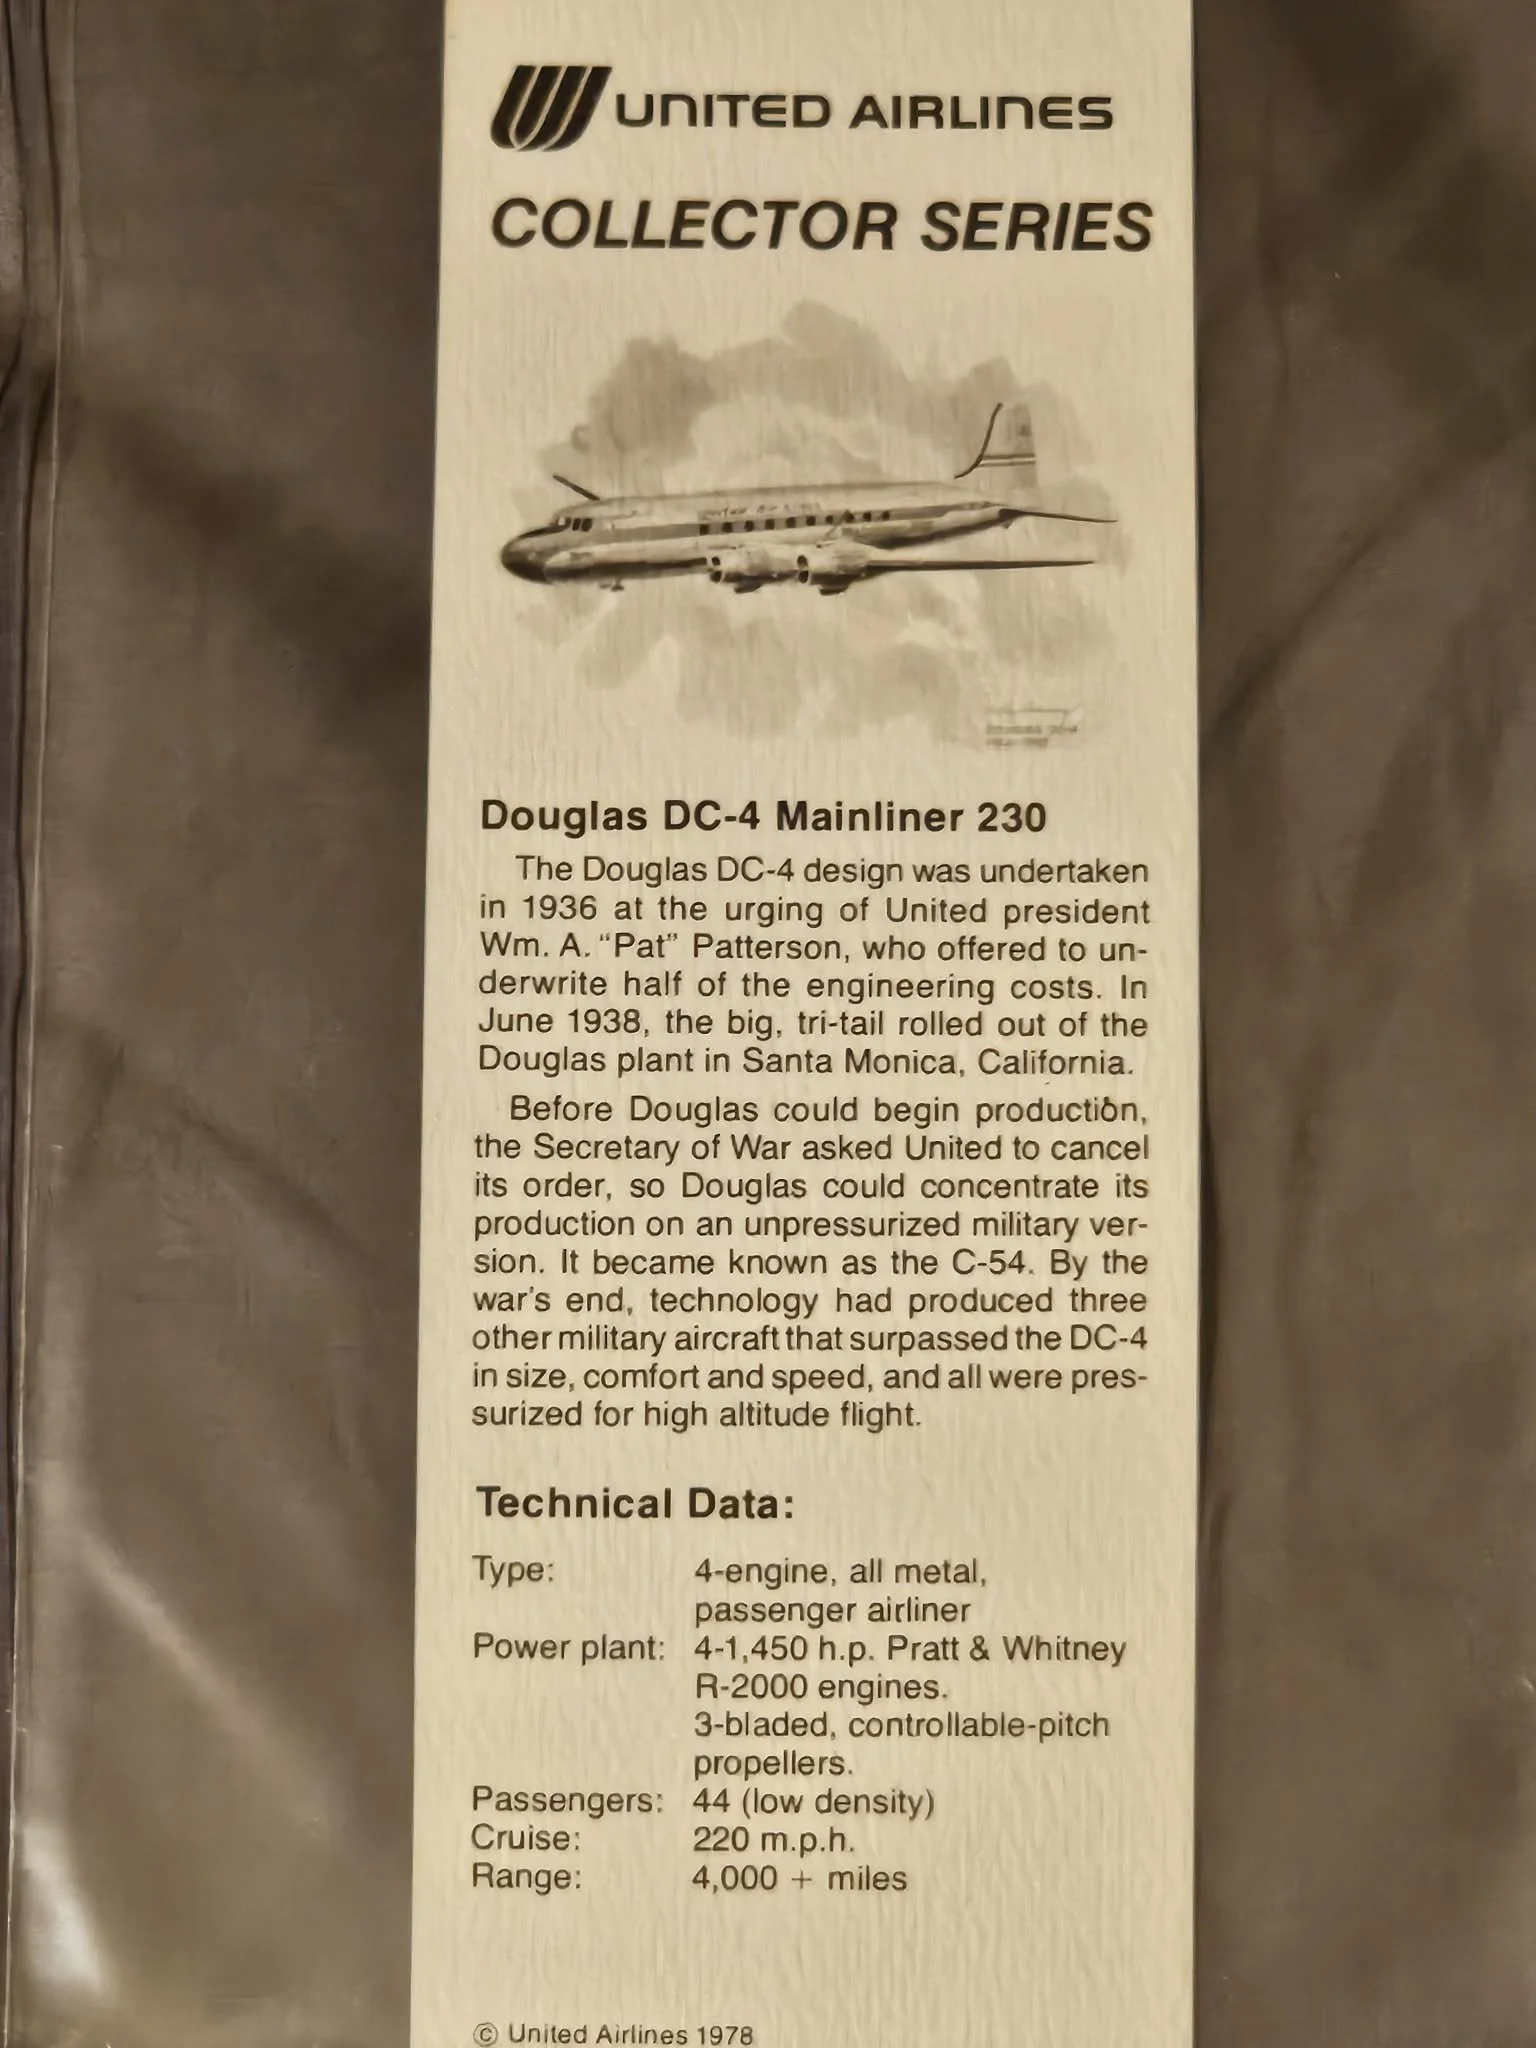 UNITED AIRLINES
COLLECTOR SERIES
Douglas DC-4 Mainliner 230
The Douglas DC-4 design was undertaken
in 1936 at the urging of United president
Wm. A. “Pat” Patterson, who offered to un-
derwrite half of the engineering costs. In
June 1938, the big, tri-tail rolled out of the
Douglas plant in Santa Monica, California.
Before Douglas could begin production,
the Secretary of War asked United to cancel
its order, so Douglas could concentrate its
production on an unpressurized military ver-
sion. It became known as the C-54. By the
war's end, technology had produced three
other military aircraft that surpassed the DC-4
in size, comfort and speed, and all were pres-
surized for high altitude flight.
Technical Data:
Type: 4-engine, all metal,
passenger airliner
Power plant: 4-1,450 h.p. Pratt & Whitney
R-2000 engines.
3-bladed, controllable-pitch
propellers.
Passengers: 44 (low density)
Cruise: 220 m.p.h.
Range: 4,000 + miles
© United Airlines 1978